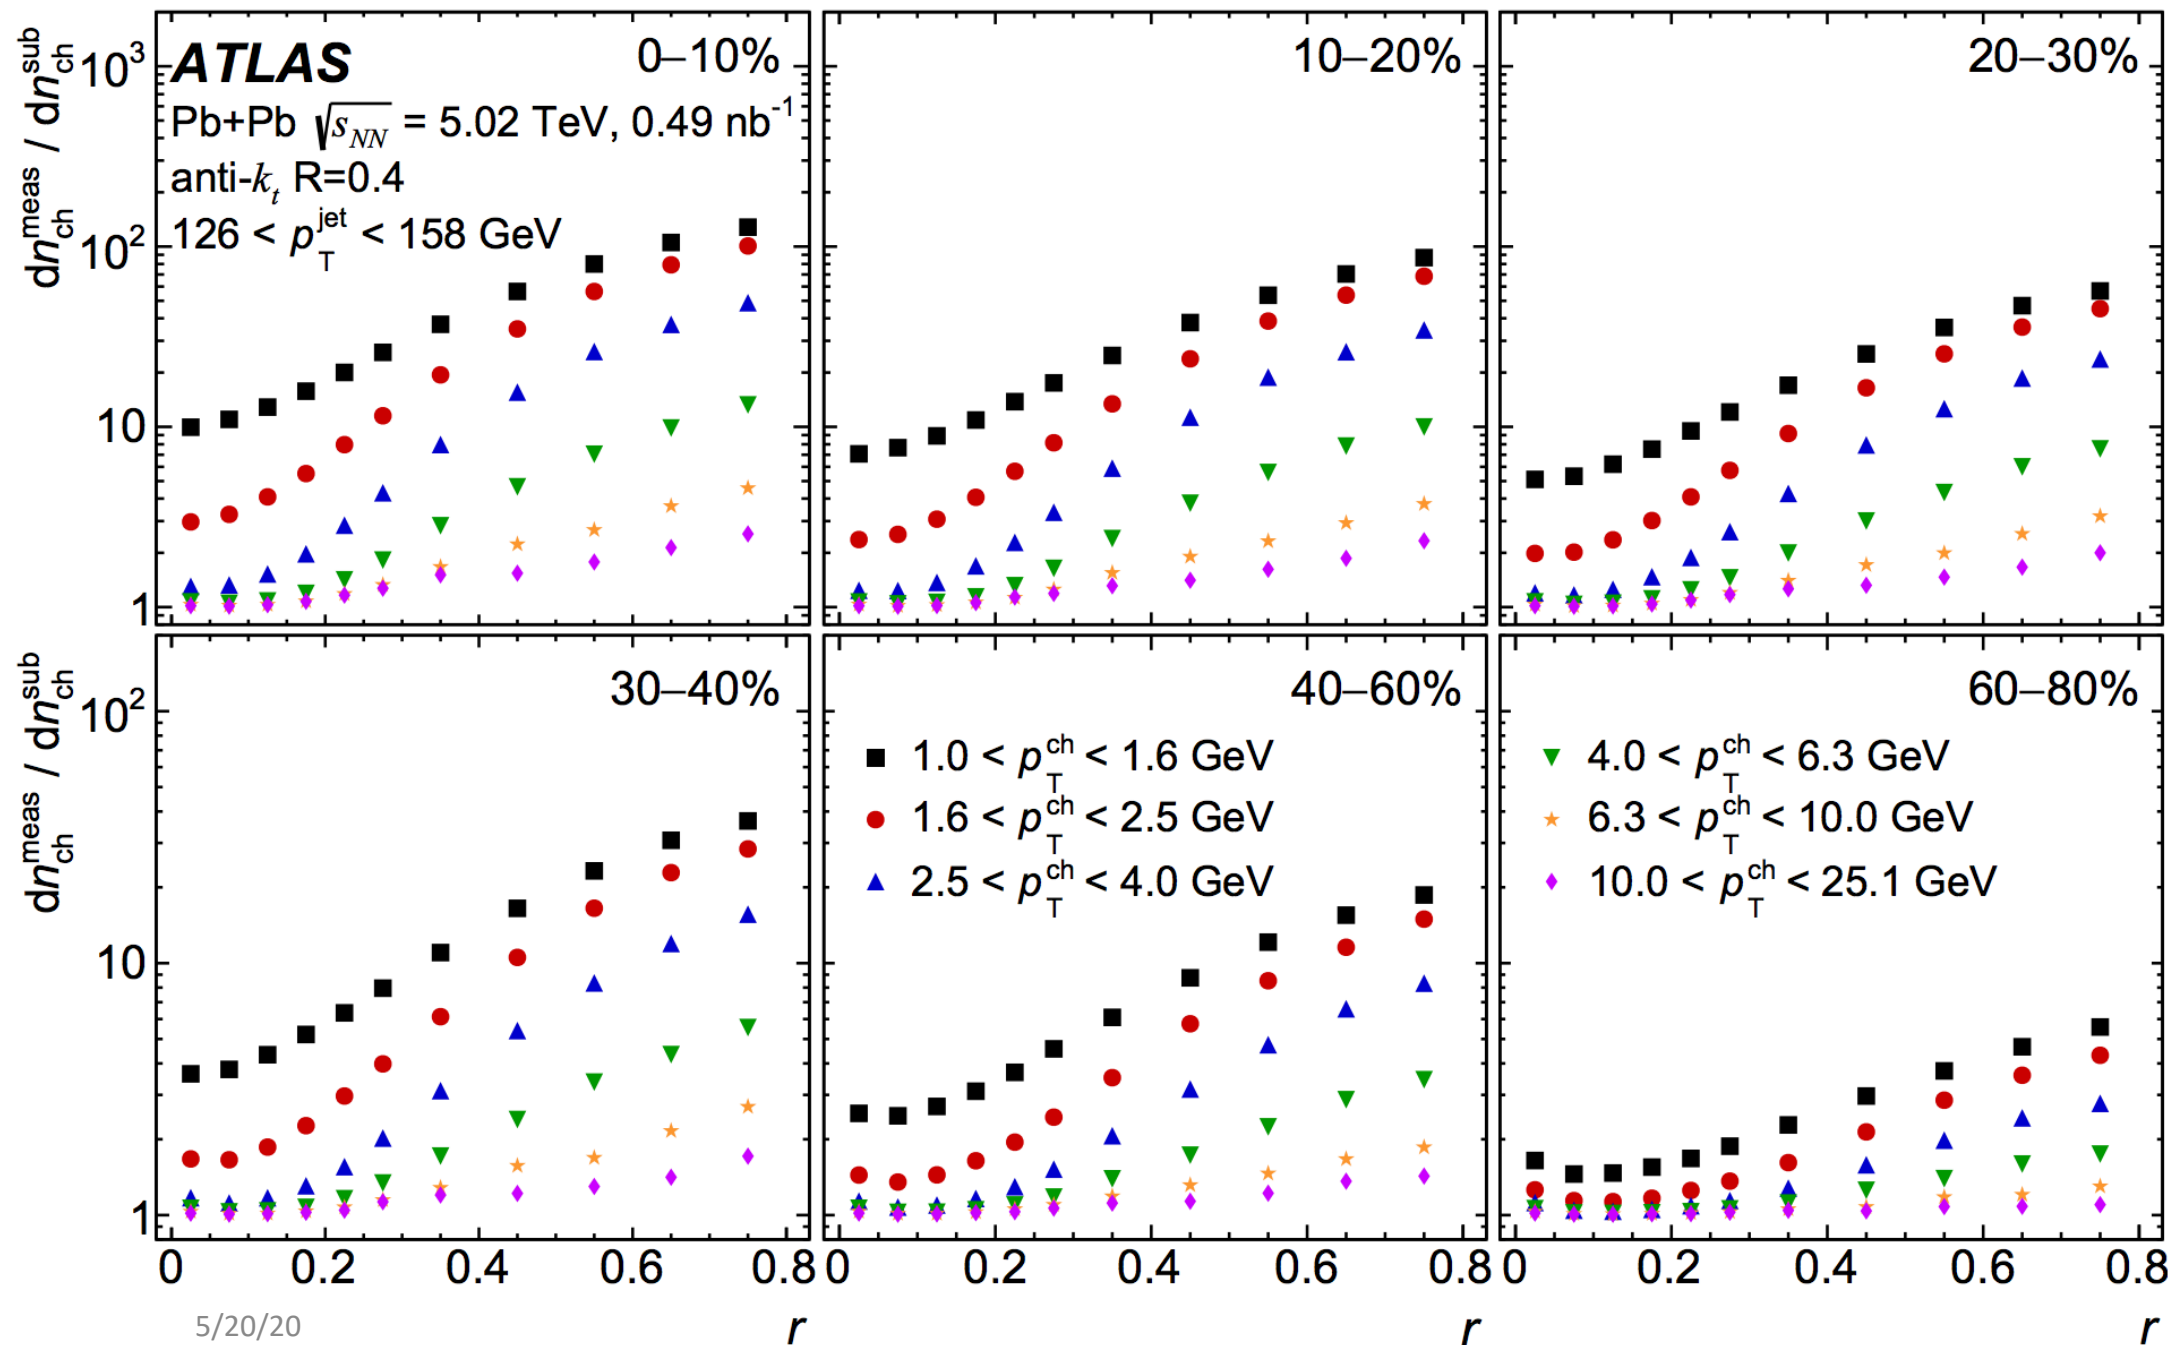 dn_ch^meas / dn_ch^sub
10³
10²
10
1
ATLAS
0–10%
Pb+Pb √s_NN = 5.02 TeV, 0.49 nb⁻¹
anti-k_t R=0.4
126 < p_T^jet < 158 GeV
10–20%
20–30%
dn_ch^meas / dn_ch^sub
10²
10
1
30–40%
40–60%
1.0 < p_T^ch < 1.6 GeV
1.6 < p_T^ch < 2.5 GeV
2.5 < p_T^ch < 4.0 GeV
60–80%
4.0 < p_T^ch < 6.3 GeV
6.3 < p_T^ch < 10.0 GeV
10.0 < p_T^ch < 25.1 GeV
0 0.2 0.4 0.6 0.8
0 0.2 0.4 0.6 0.8
0 0.2 0.4 0.6 0.8
r
r
r
5/20/20